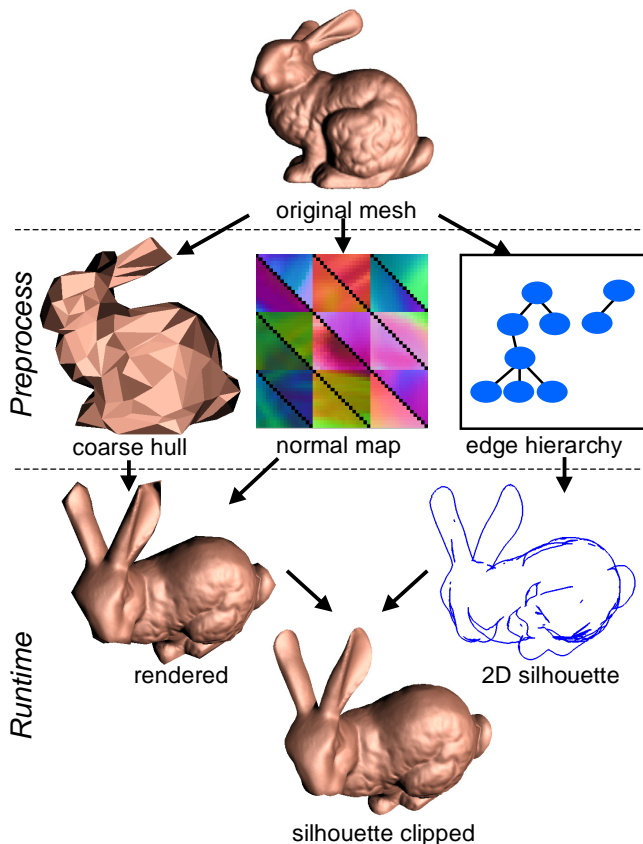 original mesh
Preprocess
coarse hull
normal map
edge hierarchy
Runtime
rendered
2D silhouette
silhouette clipped